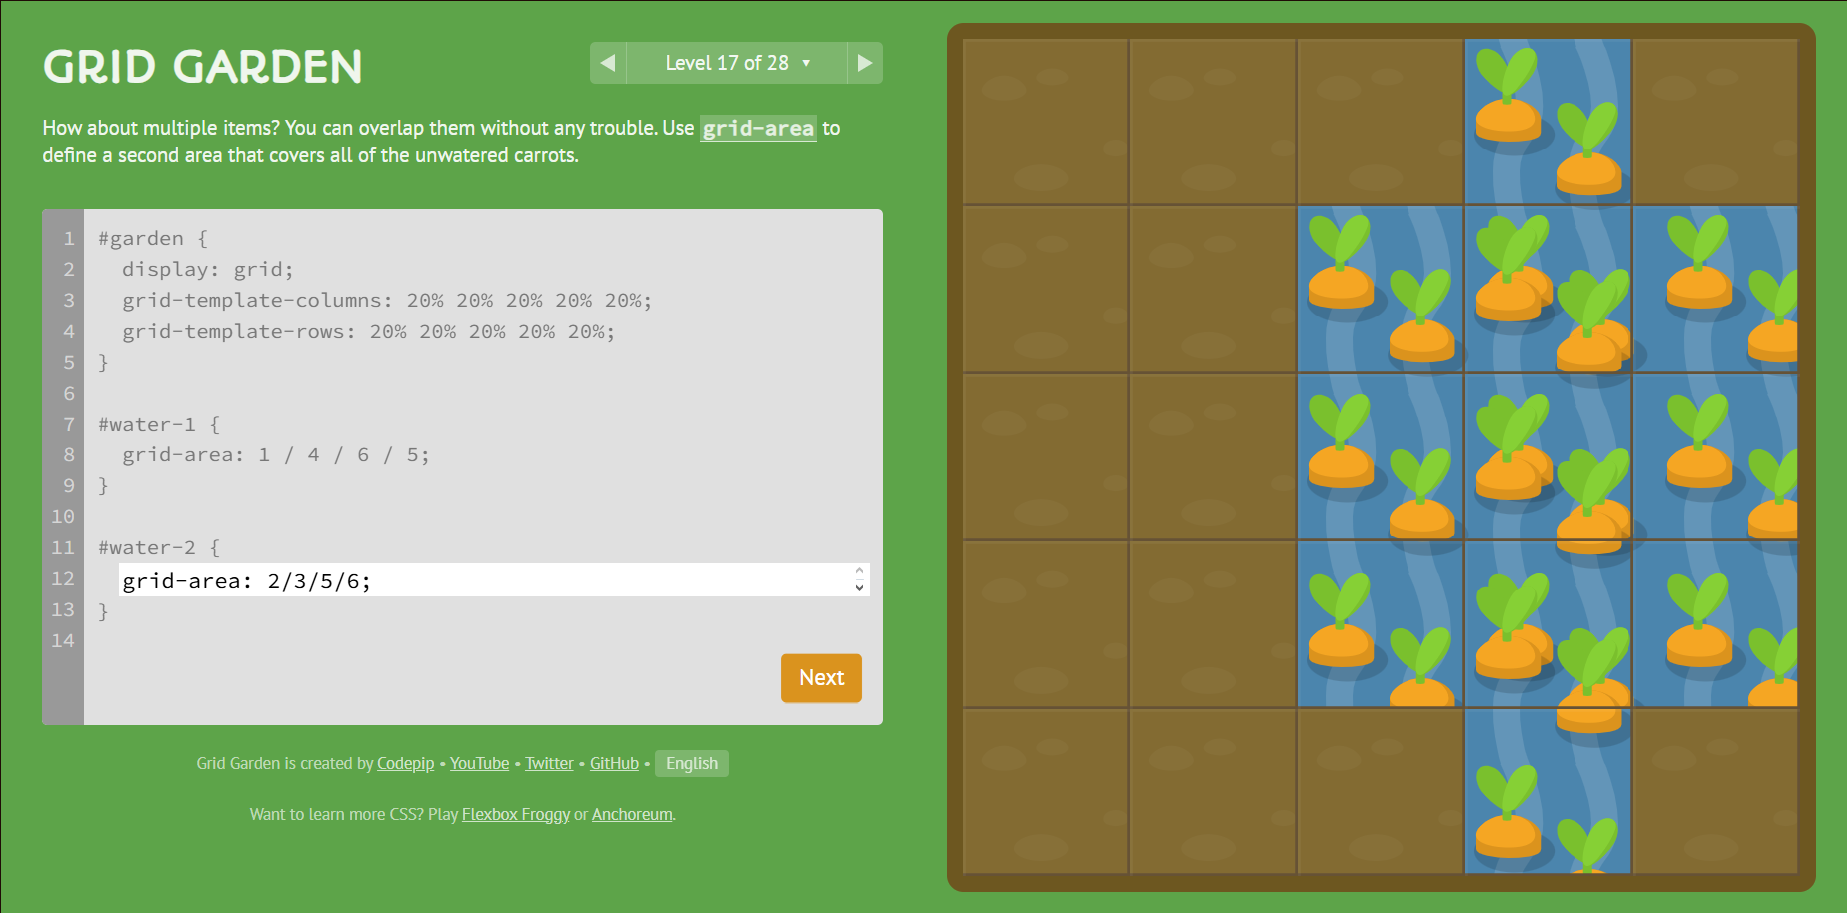 GRID GARDEN
Level 17 of 28 ▼
How about multiple items? You can overlap them without any trouble. Use grid-area to
define a second area that covers all of the unwatered carrots.
1 #garden {
2 display: grid;
3 grid-template-columns: 20% 20% 20% 20% 20%;
4 grid-template-rows: 20% 20% 20% 20% 20%;
5 }
6
7 #water-1 {
8 grid-area: 1 / 4 / 6 / 5;
9 }
10
11 #water-2 {
12 grid-area: 2/3/5/6;
13 }
14
Next
Grid Garden is created by Codepip • YouTube • Twitter • GitHub • English
Want to learn more CSS? Play Flexbox Froggy or Anchoreum.